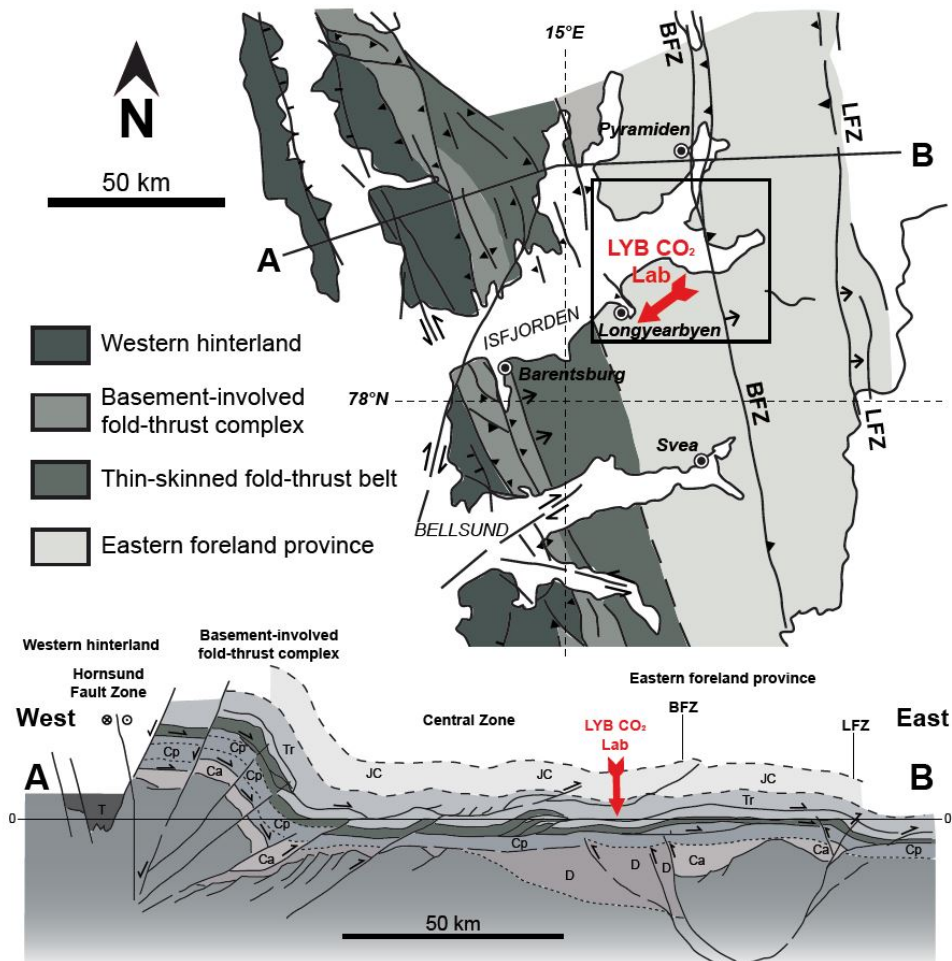 15°E
BFZ
N
Pyramiden
LFZ
50 km
B
A
LYB CO₂
Lab
ISFJORDEN
Longyearbyen
Western hinterland
Barentsburg
BFZ
Basement-involved
fold-thrust complex
78°N
LFZ
Svea
Thin-skinned fold-thrust belt
BELLSUND
Eastern foreland province
Western hinterland
Basement-involved
fold-thrust complex
Hornsund
Fault Zone
Eastern foreland province
West
Central Zone
LYB CO₂
Lab
BFZ
LFZ
East
A
Cp
Cp
Tr
JC
JC
JC
B
Ca
Cp
Tr
T
0
0
Cp
Cp
Cp
Ca
D
D
D
Ca
Ca
50 km